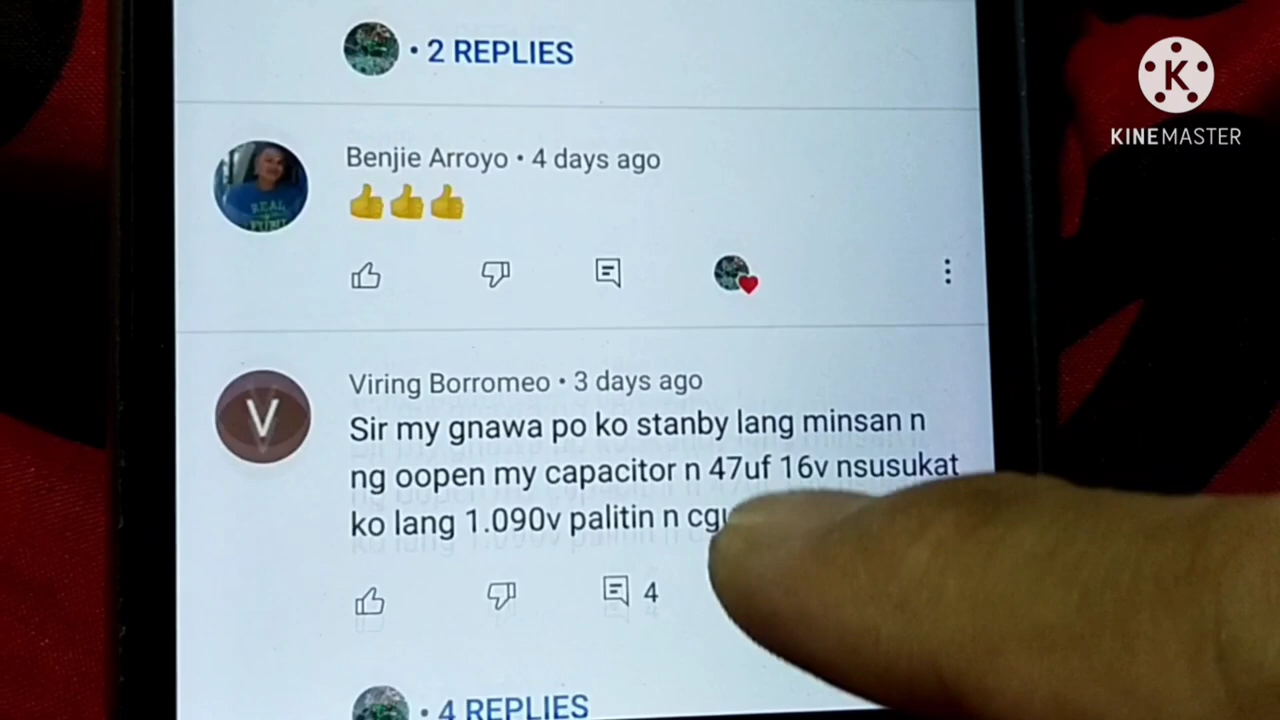 • 2 REPLIES
KINEMASTER
Benjie Arroyo • 4 days ago
👍👍👍
V
Viring Borromeo • 3 days ago
Sir my gnawa po ko stanby lang minsan n
ng oopen my capacitor n 47uf 16v nsusukat
ko lang 1.090v palitin n
4
• 4 REPLIES